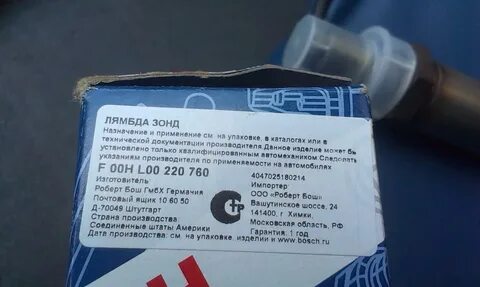 ЛЯМБДА ЗОНД
Назначение и применение см. на упаковке, в каталогах или в
технической документации производителя.Данное изделие может быть
установлено только квалифицированным автомехаником.Следовать
указаниям производителя по применяемости на автомобилях
F 00H L00 220 760
Изготовитель
Роберт Бош ГмБХ Германия
Почтовый ящик 10 60 50
Д-70049 Штутгарт
Страна производства:
Соединенные штаты Америки
Дата производства: см. на упаковке, изделии и www.bosch.ru
4047025180214
Импортер:
ООО «Роберт Бош»
Вашутинское шоссе, 24
141400, г. Химки,
Московская область, РФ
Гарантия: 1 год
H